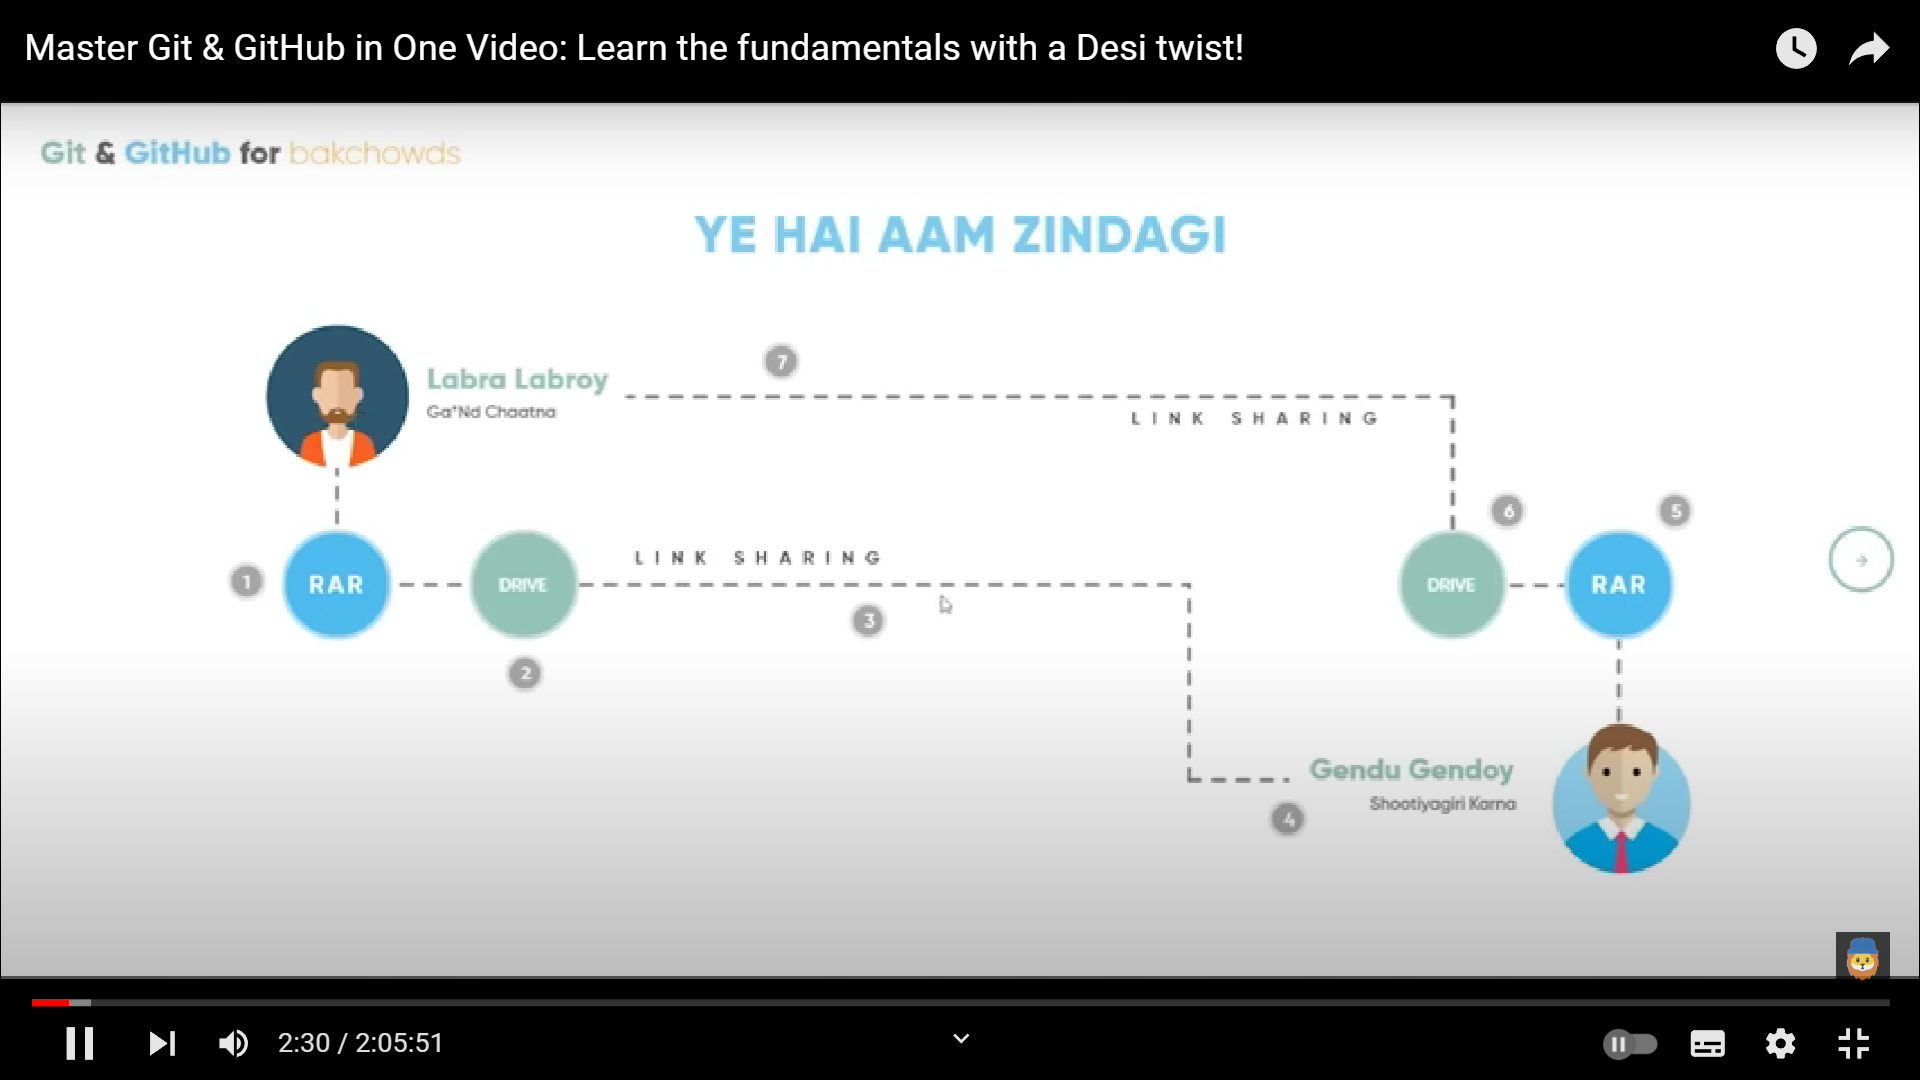 Master Git & GitHub in One Video: Learn the fundamentals with a Desi twist!
Git & GitHub for bakchowds
YE HAI AAM ZINDAGI
Labra Labroy
Ga*Nd Chaatna
7
LINK SHARING
6
5
1
RAR
DRIVE
LINK SHARING
3
2
DRIVE
RAR
Gendu Gendoy
Shootiyagiri Karna
4
2:30 / 2:05:51